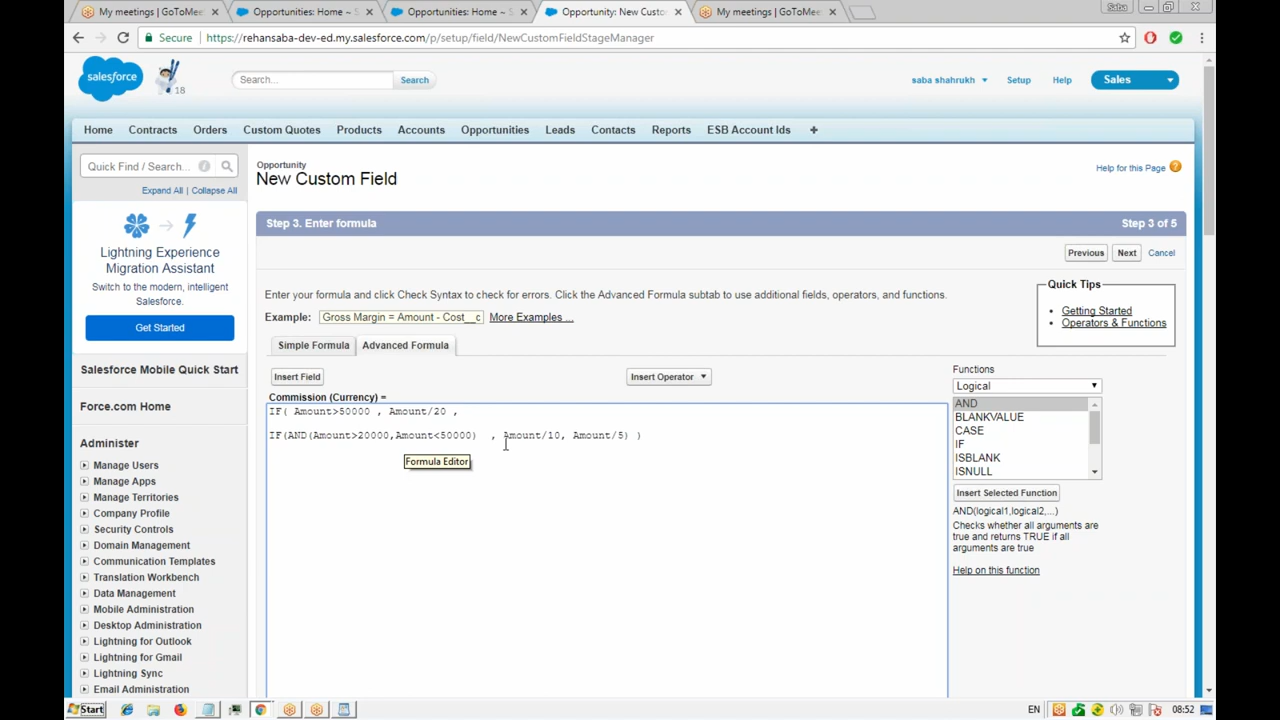 My meetings | GoToMee
Opportunities: Home ~ S
Opportunities: Home ~ S
Opportunity: New Custo
My meetings | GoToMee
Saba
Secure
https://rehansaba-dev-ed.my.salesforce.com/p/setup/field/NewCustomFieldStageManager
salesforce
18
Search...
Search
saba shahrukh
Setup
Help
Sales
Home
Contracts
Orders
Custom Quotes
Products
Accounts
Opportunities
Leads
Contacts
Reports
ESB Account Ids
Quick Find / Search...
Expand All | Collapse All
Lightning Experience
Migration Assistant
Switch to the modern, intelligent
Salesforce.
Get Started
Salesforce Mobile Quick Start
Force.com Home
Administer
Manage Users
Manage Apps
Manage Territories
Company Profile
Security Controls
Domain Management
Communication Templates
Translation Workbench
Data Management
Mobile Administration
Desktop Administration
Lightning for Outlook
Lightning for Gmail
Lightning Sync
Email Administration
Opportunity
New Custom Field
Help for this Page
Step 3. Enter formula
Step 3 of 5
Previous
Next
Cancel
Enter your formula and click Check Syntax to check for errors. Click the Advanced Formula subtab to use additional fields, operators, and functions.
Example:
Gross Margin = Amount - Cost__c
More Examples ...
Quick Tips
Getting Started
Operators & Functions
Simple Formula
Advanced Formula
Insert Field
Insert Operator
Commission (Currency) =
IF( Amount>50000 , Amount/20 ,
IF(AND(Amount>20000,Amount<50000) , Amount/10, Amount/5) )
Formula Editor
Functions
Logical
AND
BLANKVALUE
CASE
IF
ISBLANK
ISNULL
Insert Selected Function
AND(logical1,logical2,...)
Checks whether all arguments are
true and returns TRUE if all
arguments are true
Help on this function
Start
EN
08:52